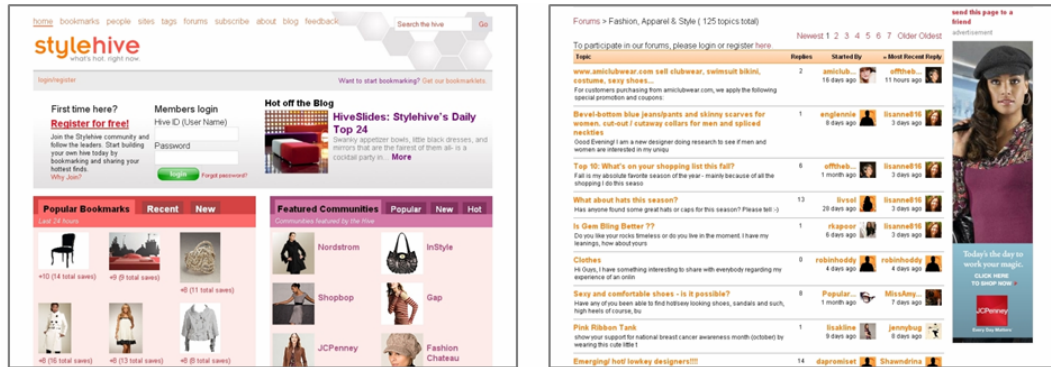 home bookmarks people sites tags forums subscribe about blog feedback
Search the hive Go
stylehive
what's hot. right now.
login/register
Want to start bookmarking? Get our bookmarklets.
First time here?
Register for free!
Join the Stylehive community and
follow the leaders. Start building
your own hive today by
bookmarking and sharing your
hottest finds.
Why Join?
Members login
Hive ID (User Name)
Password
login Forgot password?
Hot off the Blog
HiveSlides: Stylehive's Daily
Top 24
Swanky appetizer bowls, little black dresses, and
mirrors that are the fairest of them all- is a
cocktail party in... More
Popular Bookmarks Recent New
Last 24 hours
+10 (14 total saves)
+9 (9 total saves)
+8 (11 total saves)
+8 (16 total saves)
+8 (13 total saves)
+8 (8 total saves)
Featured Communities Popular New Hot
Communities featured by the Hive
Nordstrom
InStyle
Shopbop
Gap
JCPenney
Fashion
Chateau
Forums > Fashion, Apparel & Style ( 125 topics total)
Newest 1 2 3 4 5 6 7 Older Oldest
To participate in our forums, please login or register here.
Topic Replies Started By Most Recent Reply
www.amiclubwear.com sell clubwear, swimsuit bikini,
costume, sexy shoes...
For customers purchasing from amiclubwear.com, we apply the following
special promotion and coupons:
2
amiclub...
16 days ago
offtheb...
11 hours ago
Bevel-bottom blue jeans/pants and skinny scarves for
women. cut-out / cutaway collars for men and spliced
neckties
Good Evening! I am a new designer doing research to see if men and
women are interested in my uniqu
1
englennie
8 days ago
lisanne816
3 days ago
Top 10: What's on your shopping list this fall?
Fall is my absolute favorite season of the year - mainly because of all the
shopping I do this seaso
6
offtheb...
1 month ago
lisanne816
3 days ago
What about hats this season?
Has anyone found some great hats or caps for this season? Please tell :-)
13
livsol
28 days ago
lisanne816
3 days ago
Is Gem Bling Better ??
Do you like your rocks timeless or do you live in the moment. I have my
leanings, how about yours
1
rkapoor
6 days ago
lisanne816
3 days ago
Clothes
Hi Guys, I have something interesting to share with everybody regarding my
experience of an onlin
0
robinhoddy
4 days ago
robinhoddy
4 days ago
Sexy and comfortable shoes - is it possible?
Have any of you been able to find hot/sexy looking shoes, sandals and such,
high heels of course, bu
8
Popular...
1 month ago
MissAmy...
7 days ago
Pink Ribbon Tank
show your support for national breast cancer awareness month (october) by
wearing this cute little t
1
lisakline
9 days ago
jennybug
8 days ago
Emerging/ hot/ lowkey designers!!!!
14
dapromiset
Shawndrina
send this page to a
friend
advertisement
Today's the day to
work your magic.
CLICK HERE
TO SHOP NOW
JCPenney
Every Day Matters